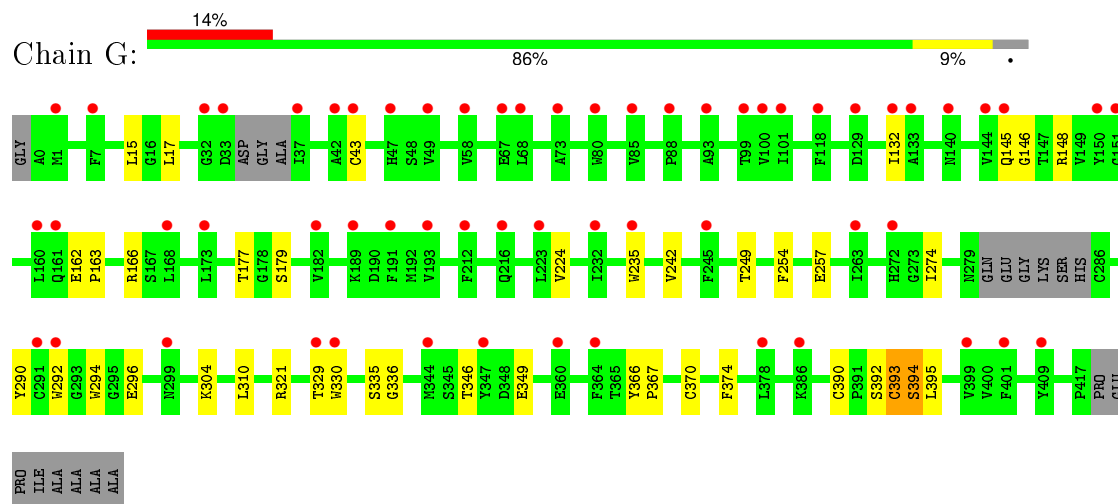 14%
Chain G:
86% 9% •
GLY A0 M1 F7 L15 G16 L17 G32 D33 ASP GLY ALA I37 A42 C43 H47 S48 V49 V58 E67 L68 A73 W80 V85 P88 A93 T99 V100 I101 F118 D129 I132 A133 N140 V144 Q145 G146 T147 R148 V149 Y150 G151
L160 Q161 E162 P163 R166 S167 L168 L173 T177 G178 S179 V182 K189 D190 F191 M192 V193 F212 Q216 L223 V224 I232 W235 V242 F245 T249 F254 E257 I263 H272 G273 I274 N279 GLN GLU GLY LYS SER HIS C286
Y290 C291 W292 G293 W294 G295 E296 N299 K304 L310 R321 T329 W330 S335 G336 M344 S345 T346 Y347 D348 E349 E360 F364 T365 Y366 P367 C370 F374 L378 K386 C390 P391 S392 C393 S394 L395 V399 V400 F401 Y409 P417 PRO GLU
PRO ILE ALA ALA ALA ALA